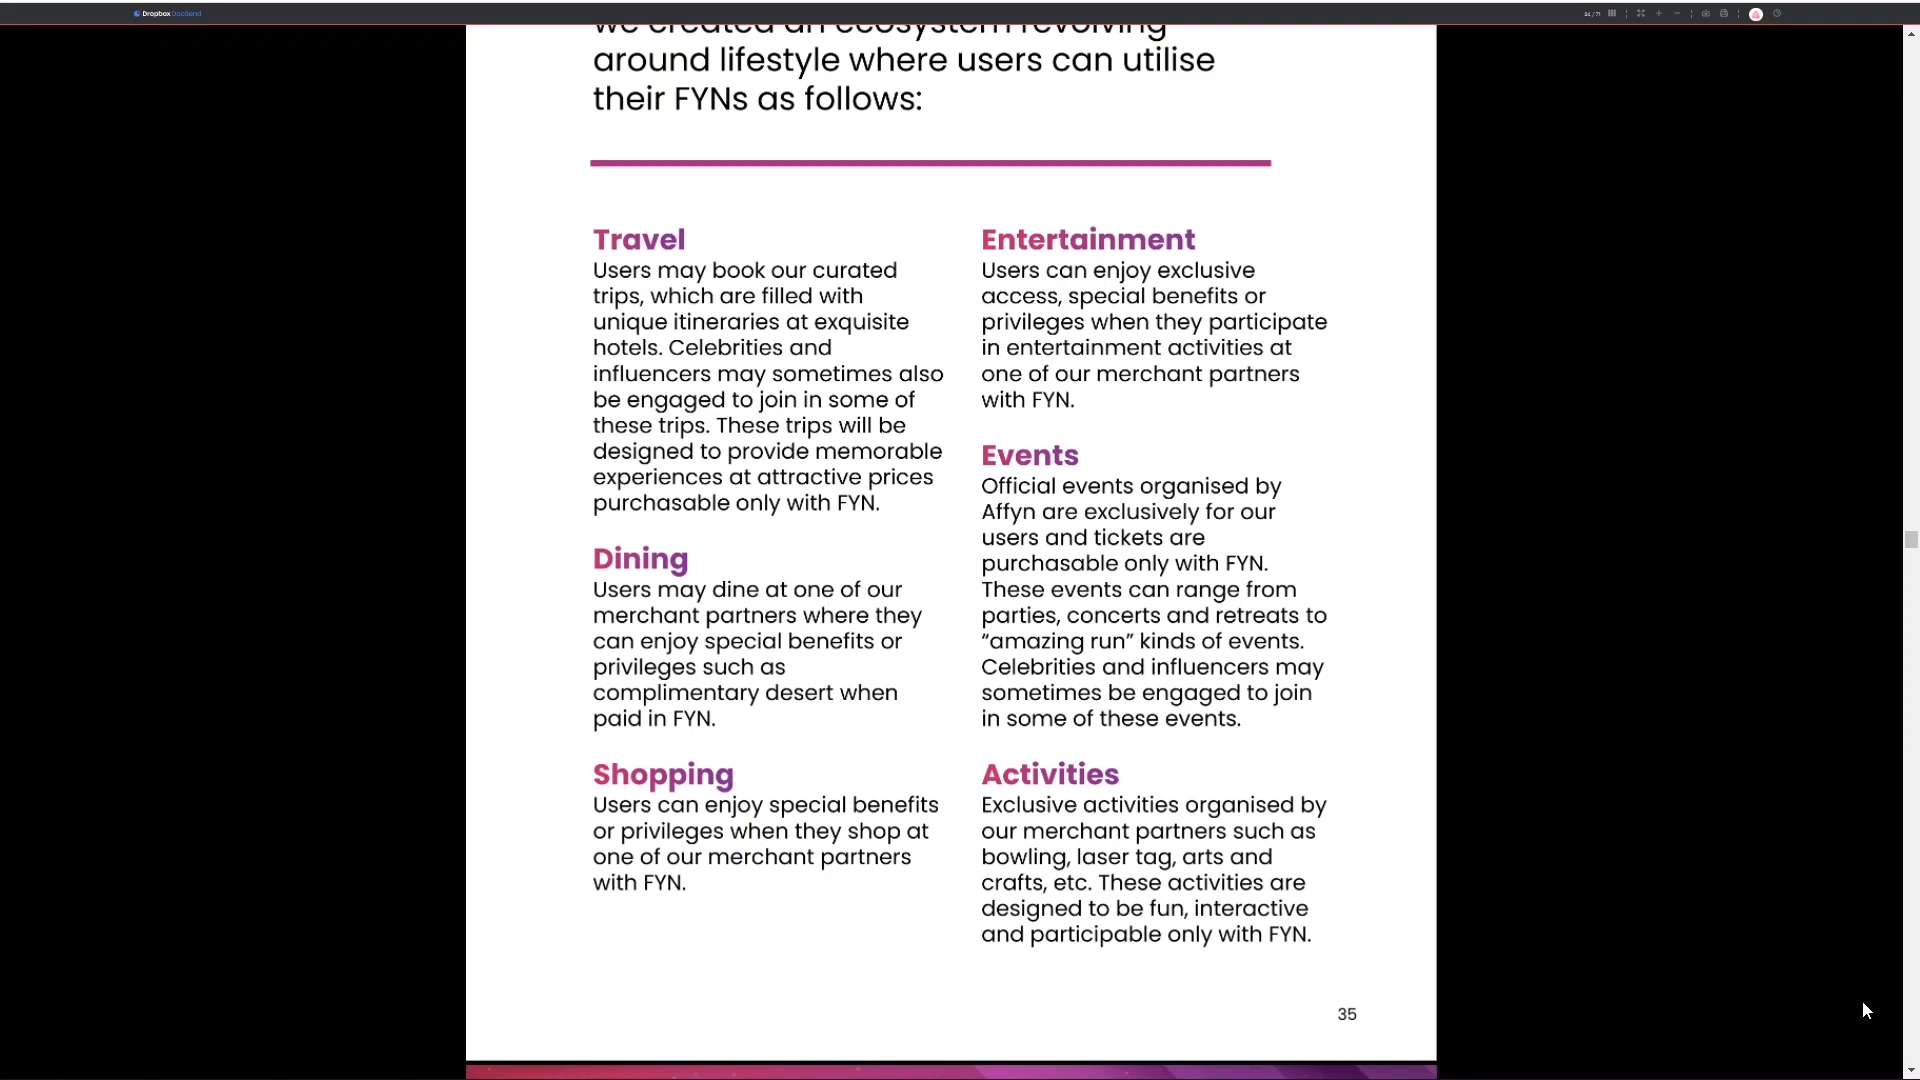 Dropbox DocSend
34 / 71
we created an ecosystem revolving
around lifestyle where users can utilise
their FYNs as follows:
Travel
Users may book our curated
trips, which are filled with
unique itineraries at exquisite
hotels. Celebrities and
influencers may sometimes also
be engaged to join in some of
these trips. These trips will be
designed to provide memorable
experiences at attractive prices
purchasable only with FYN.
Dining
Users may dine at one of our
merchant partners where they
can enjoy special benefits or
privileges such as
complimentary desert when
paid in FYN.
Shopping
Users can enjoy special benefits
or privileges when they shop at
one of our merchant partners
with FYN.
Entertainment
Users can enjoy exclusive
access, special benefits or
privileges when they participate
in entertainment activities at
one of our merchant partners
with FYN.
Events
Official events organised by
Affyn are exclusively for our
users and tickets are
purchasable only with FYN.
These events can range from
parties, concerts and retreats to
“amazing run” kinds of events.
Celebrities and influencers may
sometimes be engaged to join
in some of these events.
Activities
Exclusive activities organised by
our merchant partners such as
bowling, laser tag, arts and
crafts, etc. These activities are
designed to be fun, interactive
and participable only with FYN.
35